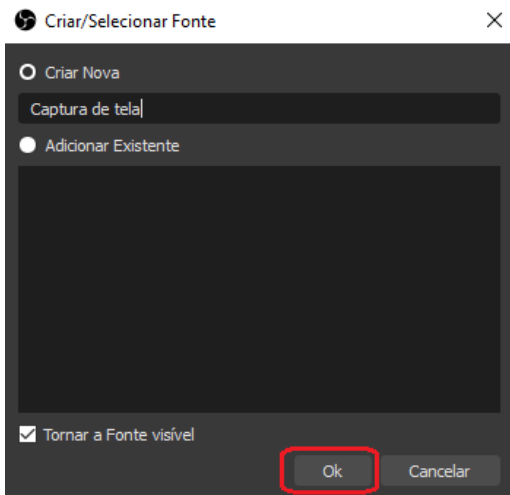 Criar/Selecionar Fonte
Criar Nova
Captura de tela
Adicionar Existente
Tornar a Fonte visível
Ok Cancelar